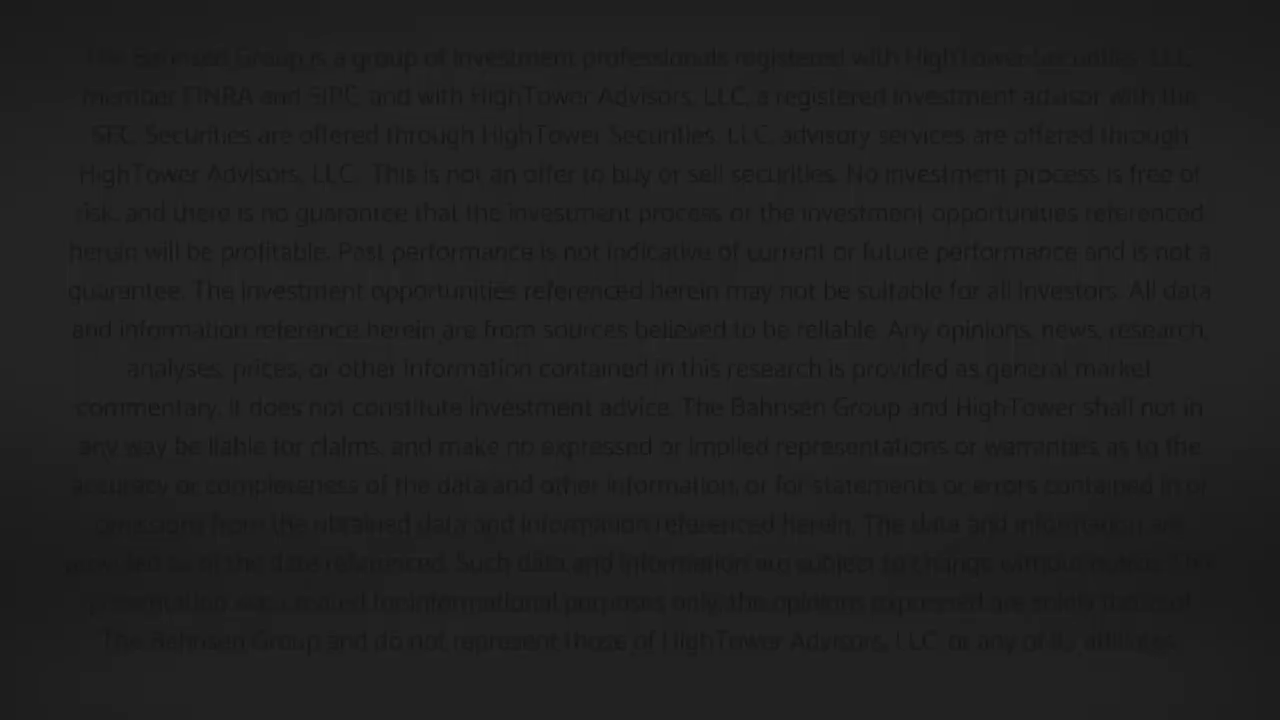 The Bahnsen Group is a group of investment professionals registered with HighTower Securities, LLC,
member FINRA and SIPC, and with HighTower Advisors, LLC, a registered investment advisor with the
SEC. Securities are offered through HighTower Securities, LLC, advisory services are offered through
HighTower Advisors, LLC. This is not an offer to buy or sell securities. No investment process is free of
risk, and there is no guarantee that the investment process or the investment opportunities referenced
herein will be profitable. Past performance is not indicative of current or future performance and is not a
guarantee. The investment opportunities referenced herein may not be suitable for all investors. All data
and information reference herein are from sources believed to be reliable. Any opinions, news, research,
analyses, prices, or other information contained in this research is provided as general market
commentary, it does not constitute investment advice. The Bahnsen Group and HighTower shall not in
any way be liable for claims, and make no expressed or implied representations or warranties as to the
accuracy or completeness of the data and other information, or for statements or errors contained in or
omissions from the obtained data and information referenced herein. The data and information are
provided as of the date referenced. Such data and information are subject to change without notice. This
presentation was created for informational purposes only; the opinions expressed are solely those of
The Bahnsen Group and do not represent those of HighTower Advisors, LLC or any of its affiliates.